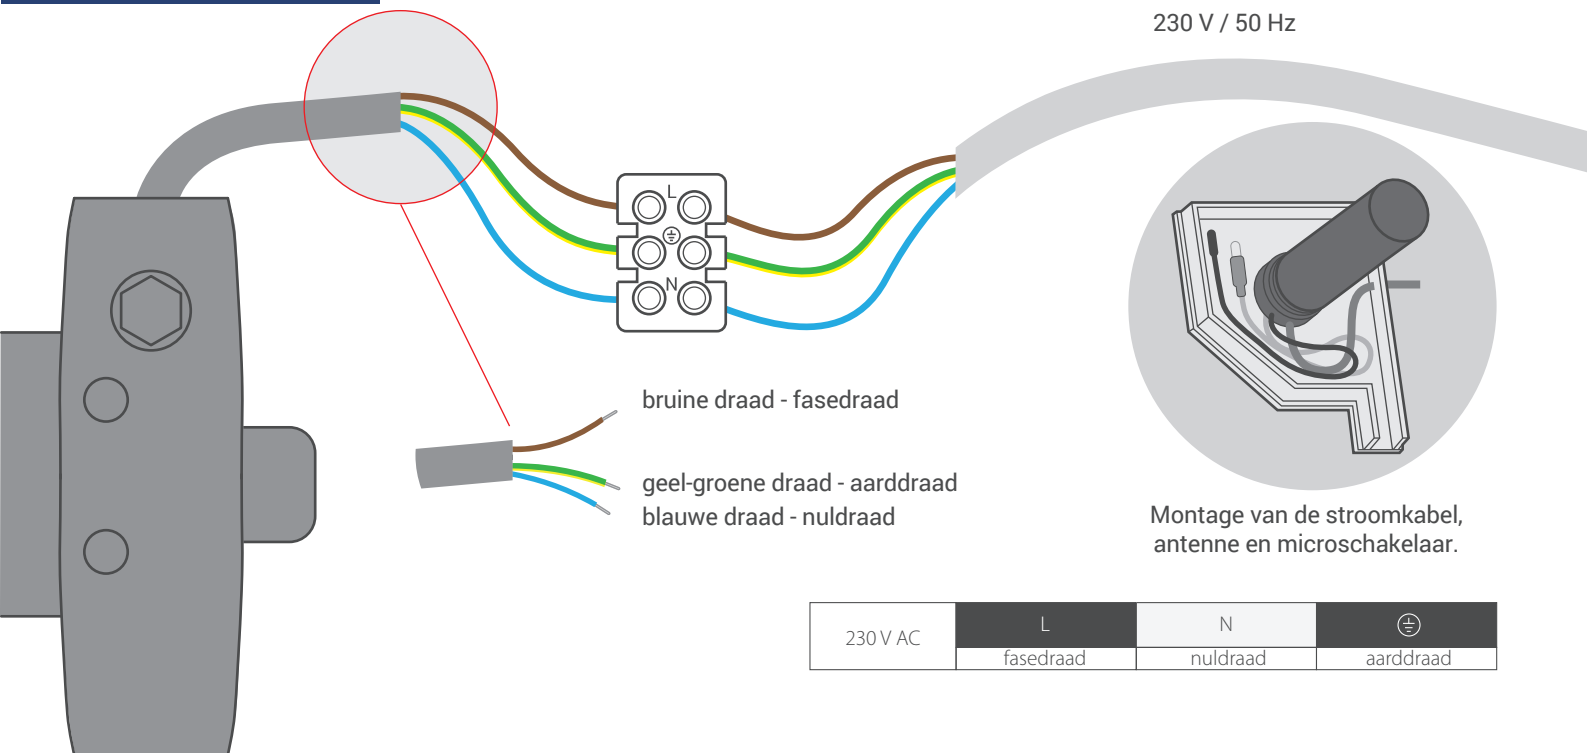 230 V / 50 Hz
L
N
bruine draad - fasedraad
geel-groene draad - aarddraad
blauwe draad - nuldraad
Montage van de stroomkabel,
antenne en microschakelaar.
230 V AC
L
N
fasedraad
nuldraad
aarddraad